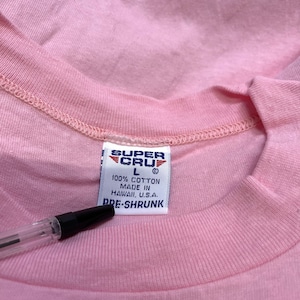 SUPER
CRU
L ©
100% COTTON
MADE IN
HAWAII, U.S.A.
PRE-SHRUNK